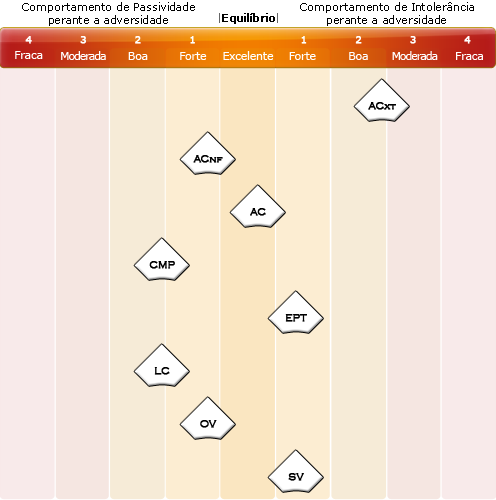 Comportamento de Passividade
perante a adversidade
|Equilíbrio|
Comportamento de Intolerância
perante a adversidade
4 3 2 1 1 2 3 4
Fraca Moderada Boa Forte Excelente Forte Boa Moderada Fraca
ACXT
ACNF
AC
CMP
EPT
LC
OV
SV